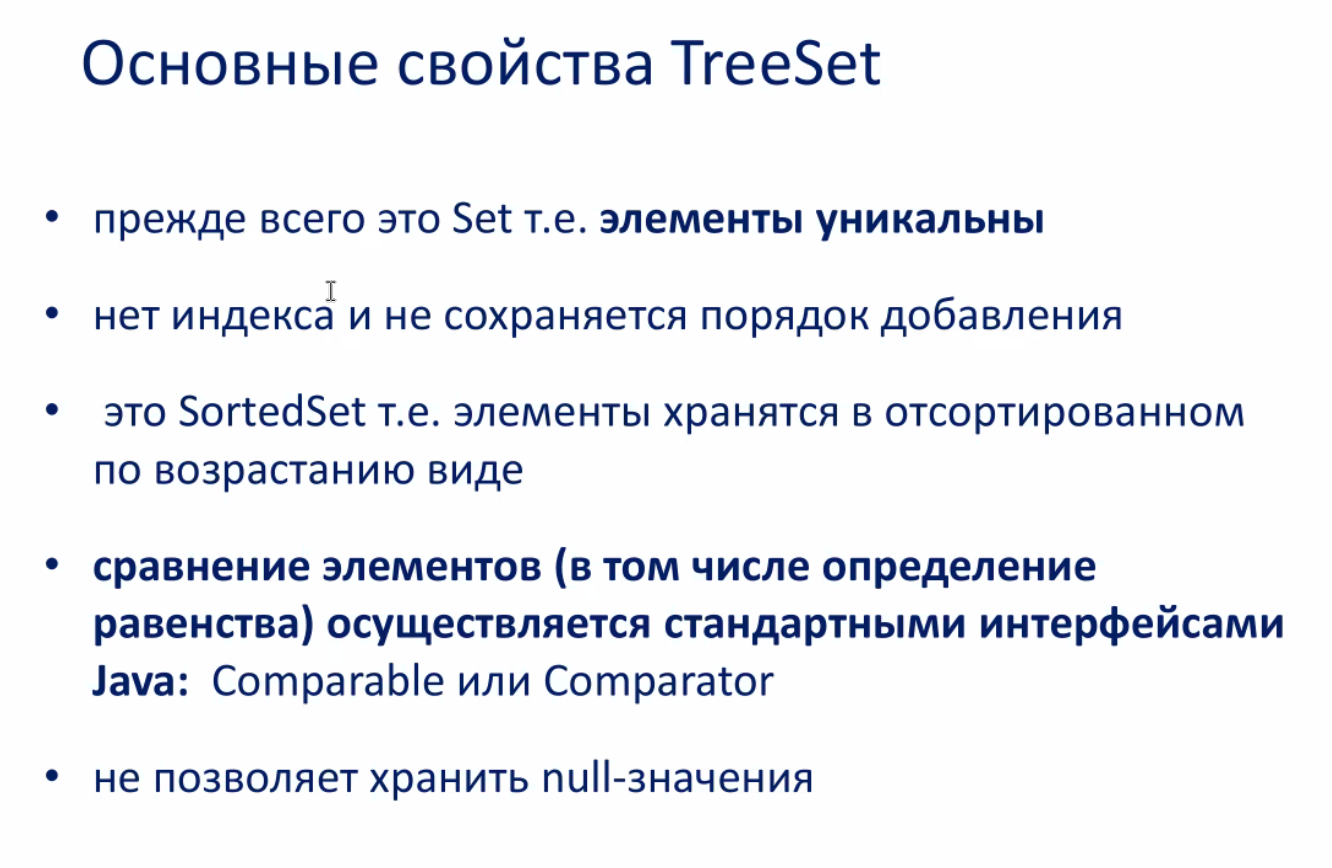 Основные свойства TreeSet
• прежде всего это Set т.е. элементы уникальны
• нет индекса и не сохраняется порядок добавления
• это SortedSet т.е. элементы хранятся в отсортированном
по возрастанию виде
• сравнение элементов (в том числе определение
равенства) осуществляется стандартными интерфейсами
Java: Comparable или Comparator
• не позволяет хранить null-значения